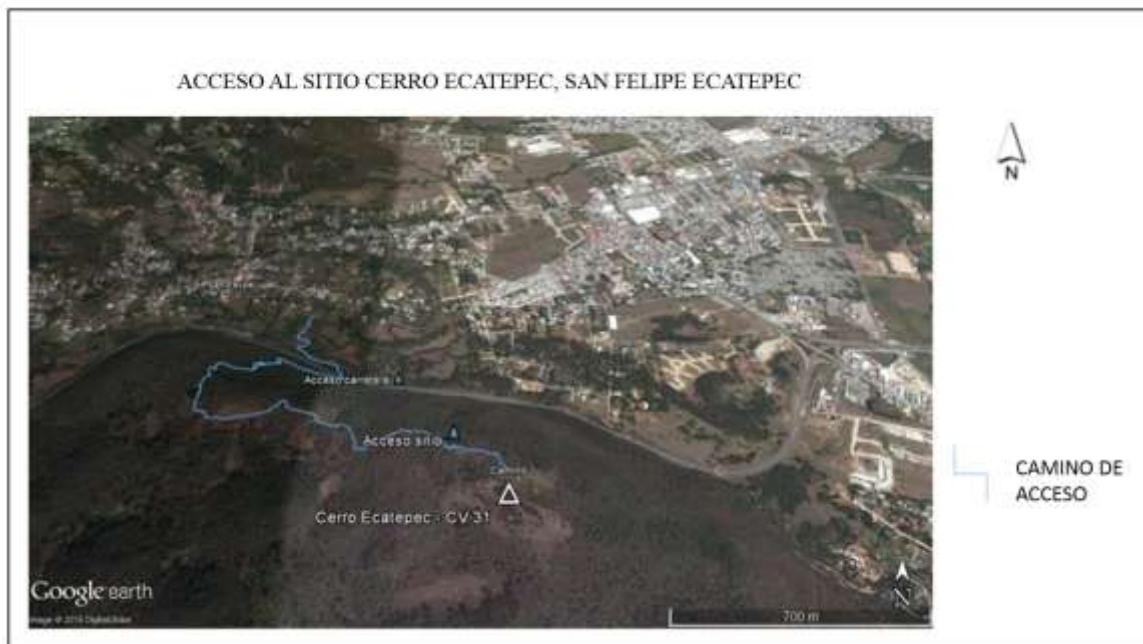 ACCESO AL SITIO CERRO ECATEPEC, SAN FELIPE ECATEPEC
N
Acceso carretera
Acceso sitio
Camino
Cerro Ecatepec - CV-31
CAMINO DE
ACCESO
Google earth
N
700 m